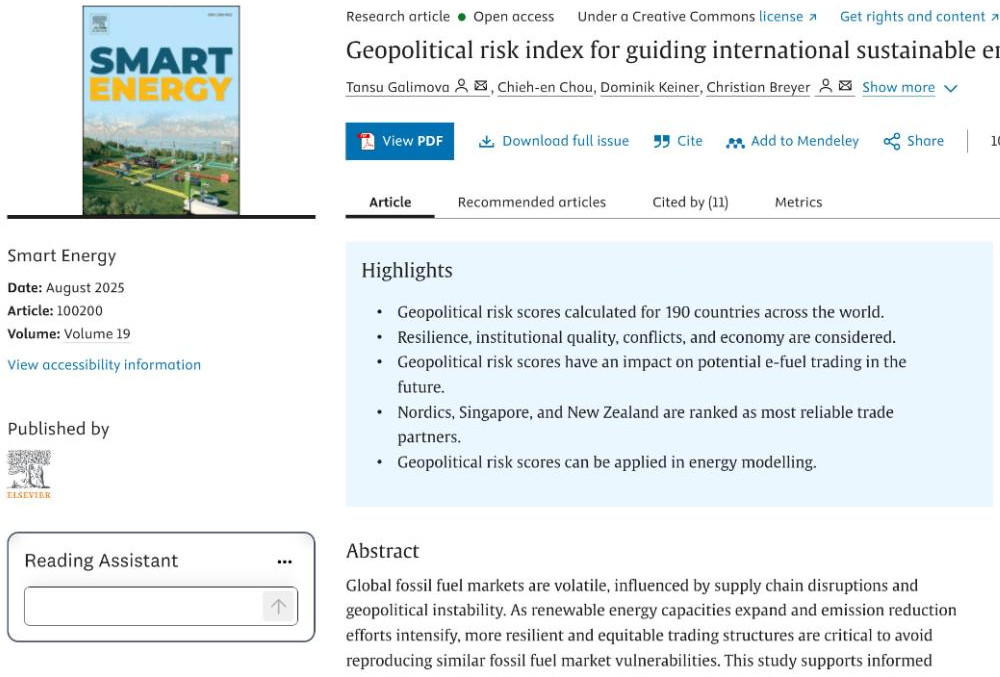 SMART
ENERGY
Smart Energy
Date: August 2025
Article: 100200
Volume: Volume 19
View accessibility information
Published by
ELSEVIER
Reading Assistant
Research article Open access Under a Creative Commons license ↗ Get rights and content ↗
Geopolitical risk index for guiding international sustainable
Tansu Galimova, Chieh-en Chou, Dominik Keiner, Christian Breyer Show more
View PDF Download full issue Cite Add to Mendeley Share
Article Recommended articles Cited by (11) Metrics
Highlights
• Geopolitical risk scores calculated for 190 countries across the world.
• Resilience, institutional quality, conflicts, and economy are considered.
• Geopolitical risk scores have an impact on potential e-fuel trading in the
future.
• Nordics, Singapore, and New Zealand are ranked as most reliable trade
partners.
• Geopolitical risk scores can be applied in energy modelling.
Abstract
Global fossil fuel markets are volatile, influenced by supply chain disruptions and
geopolitical instability. As renewable energy capacities expand and emission reduction
efforts intensify, more resilient and equitable trading structures are critical to avoid
reproducing similar fossil fuel market vulnerabilities. This study supports informed